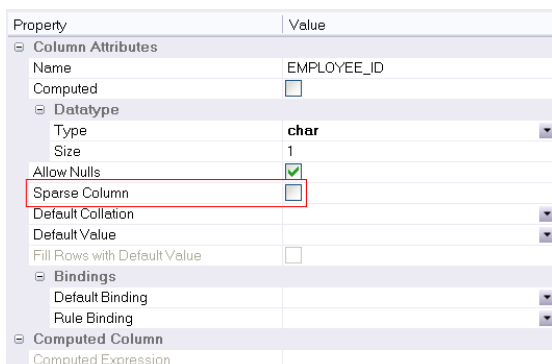 Property Value
Column Attributes
Name EMPLOYEE_ID
Computed
Datatype
Type char
Size 1
Allow Nulls
Sparse Column
Default Collation
Default Value
Fill Rows with Default Value
Bindings
Default Binding
Rule Binding
Computed Column
Computed Expression